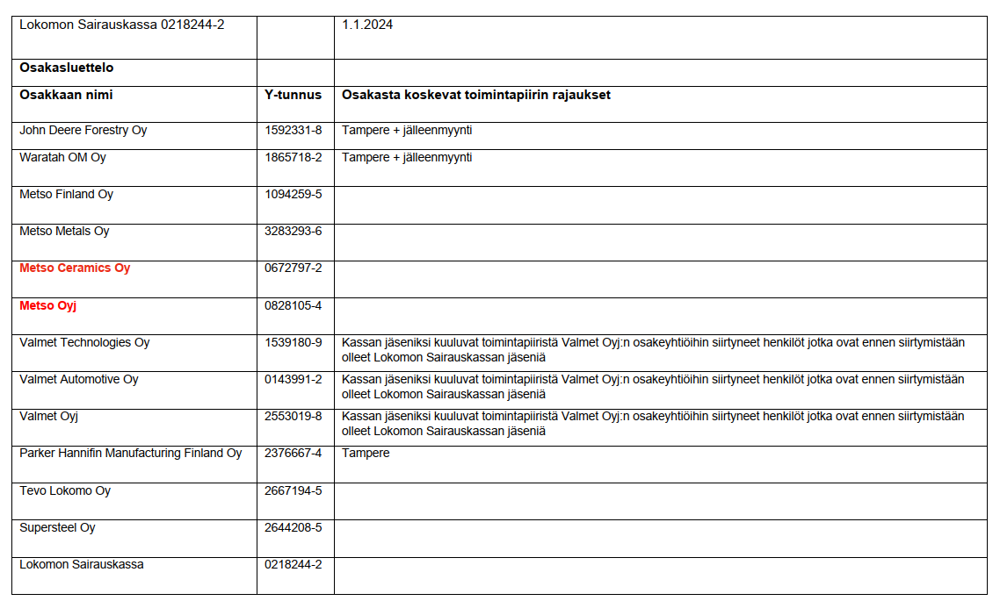 Lokomon Sairauskassa 0218244-2 1.1.2024
Osakasluettelo
Osakkaan nimi Y-tunnus Osakasta koskevat toimintapiirin rajaukset
John Deere Forestry Oy 1592331-8 Tampere + jälleenmyynti
Waratah OM Oy 1865718-2 Tampere + jälleenmyynti
Metso Finland Oy 1094259-5
Metso Metals Oy 3283293-6
Metso Ceramics Oy 0672797-2
Metso Oyj 0828105-4
Valmet Technologies Oy 1539180-9 Kassan jäseniksi kuuluvat toimintapiiristä Valmet Oyj:n osakeyhtiöihin siirtyneet henkilöt jotka ovat ennen siirtymistään
olleet Lokomon Sairauskassan jäseniä
Valmet Automotive Oy 0143991-2 Kassan jäseniksi kuuluvat toimintapiiristä Valmet Oyj:n osakeyhtiöihin siirtyneet henkilöt jotka ovat ennen siirtymistään
olleet Lokomon Sairauskassan jäseniä
Valmet Oyj 2553019-8 Kassan jäseniksi kuuluvat toimintapiiristä Valmet Oyj:n osakeyhtiöihin siirtyneet henkilöt jotka ovat ennen siirtymistään
olleet Lokomon Sairauskassan jäseniä
Parker Hannifin Manufacturing Finland Oy 2376667-4 Tampere
Tevo Lokomo Oy 2667194-5
Supersteel Oy 2644208-5
Lokomon Sairauskassa 0218244-2